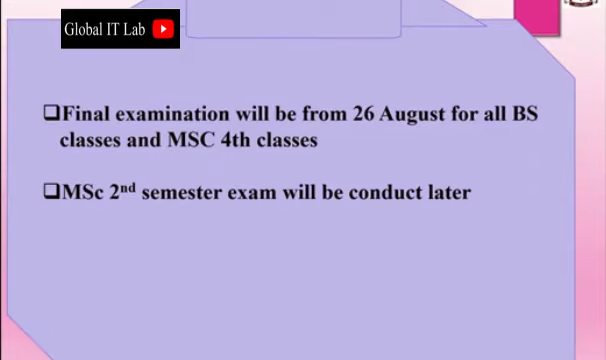 Global IT Lab
❑Final examination will be from 26 August for all BS
classes and MSC 4th classes
❑MSc 2nd semester exam will be conduct later